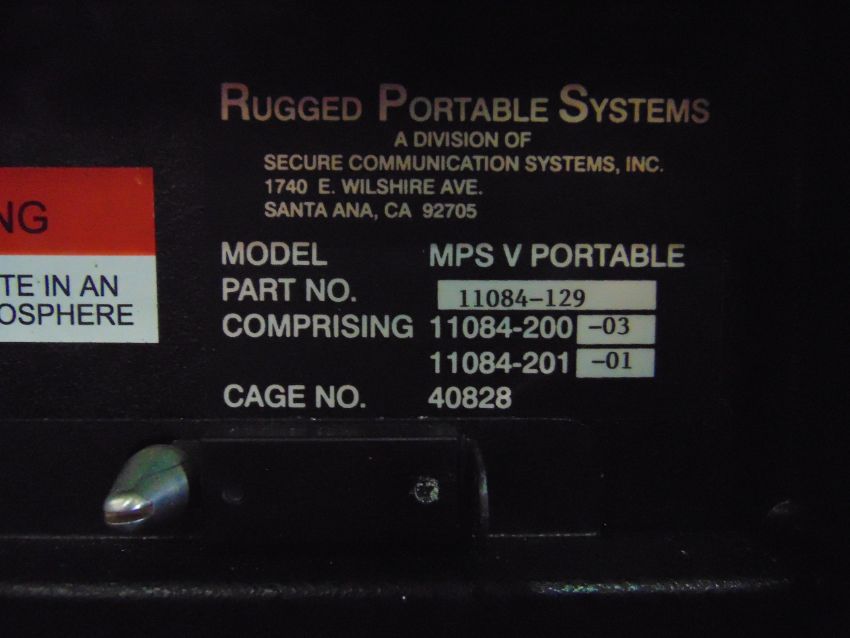 RUGGED PORTABLE SYSTEMS
A DIVISION OF
SECURE COMMUNICATION SYSTEMS, INC.
1740 E. WILSHIRE AVE.
SANTA ANA, CA 92705
MODEL MPS V PORTABLE
PART NO. 11084-129
COMPRISING 11084-200 -03
11084-201 -01
CAGE NO. 40828
NG
TE IN AN
OSPHERE